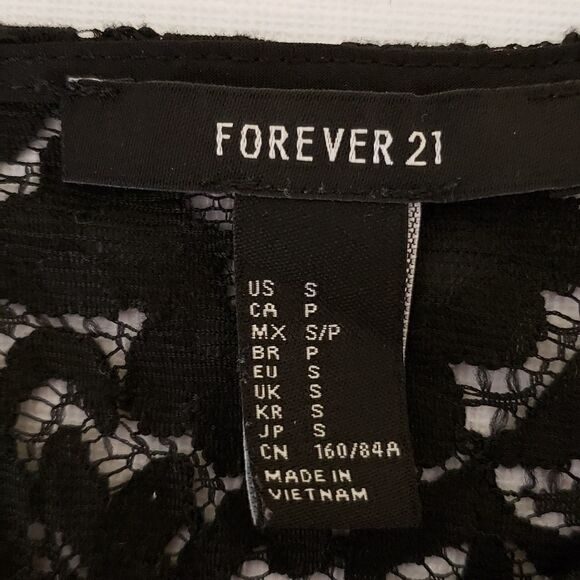 FOREVER 21
US S
CA P
MX S/P
BR P
EU S
UK S
KR S
JP S
CN 160/84A
MADE IN
VIETNAM